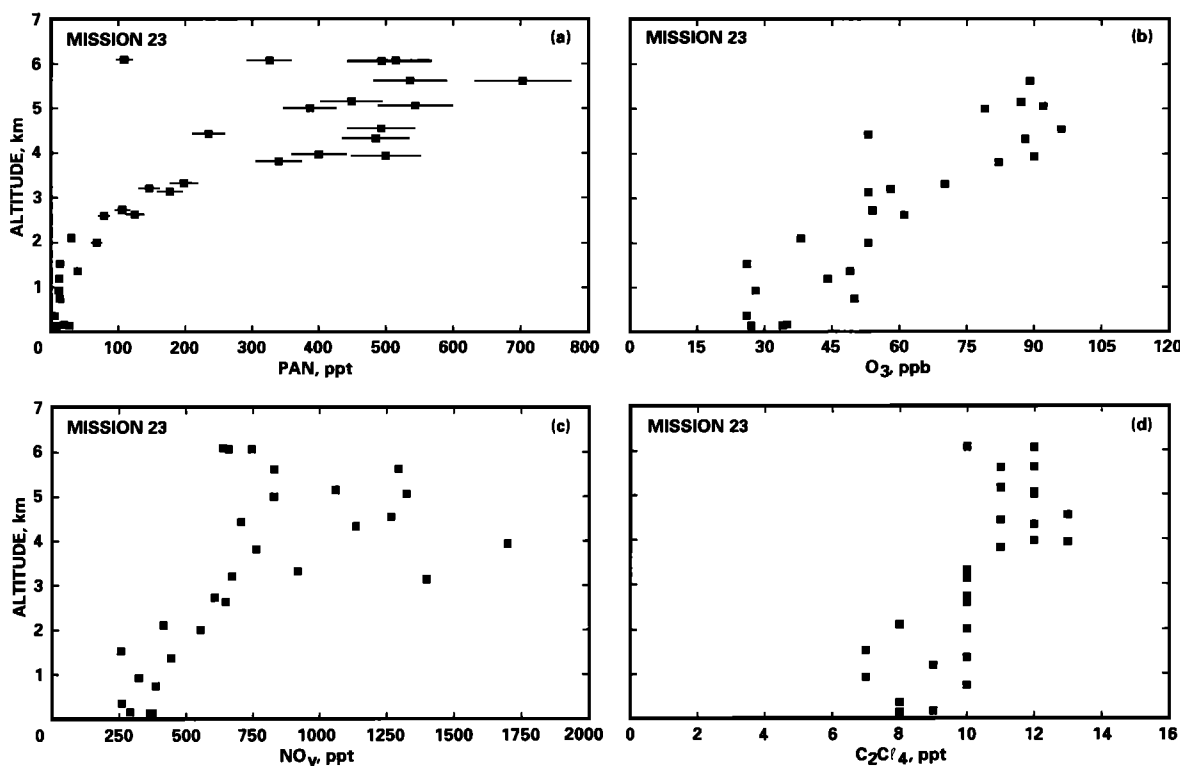 MISSION 23 (a)
7
6
5
4
3
2
1
0 100 200 300 400 500 600 700 800
ALTITUDE, km
PAN, ppt
MISSION 23 (b)
0 15 30 45 60 75 90 105 120
O₃, ppb
MISSION 23 (c)
7
6
5
4
3
2
1
0 250 500 750 1000 1250 1500 1750 2000
ALTITUDE, km
NOy, ppt
MISSION 23 (d)
0 2 4 6 8 10 12 14 16
C₂Cℓ₄, ppt